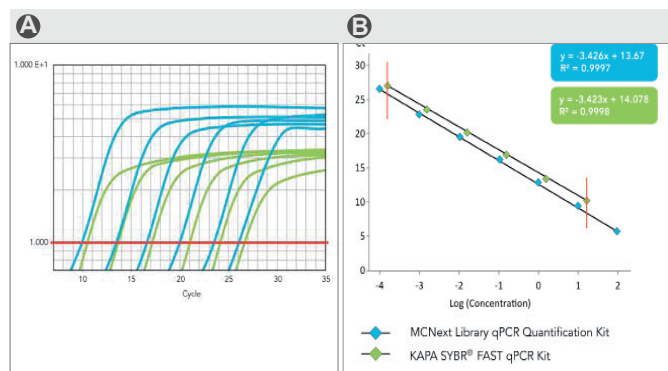 A
B
1.000 E+1
1.000
10
15
20
25
30
35
Cycle
Ct
30
25
20
15
10
5
0
y = -3.426x + 13.67
R² = 0.9997
y = -3.423x + 14.078
R² = 0.9998
-4
-3
-2
-1
0
1
2
Log (Concentration)
MCNext Library qPCR Quantification Kit
KAPA SYBR® FAST qPCR Kit